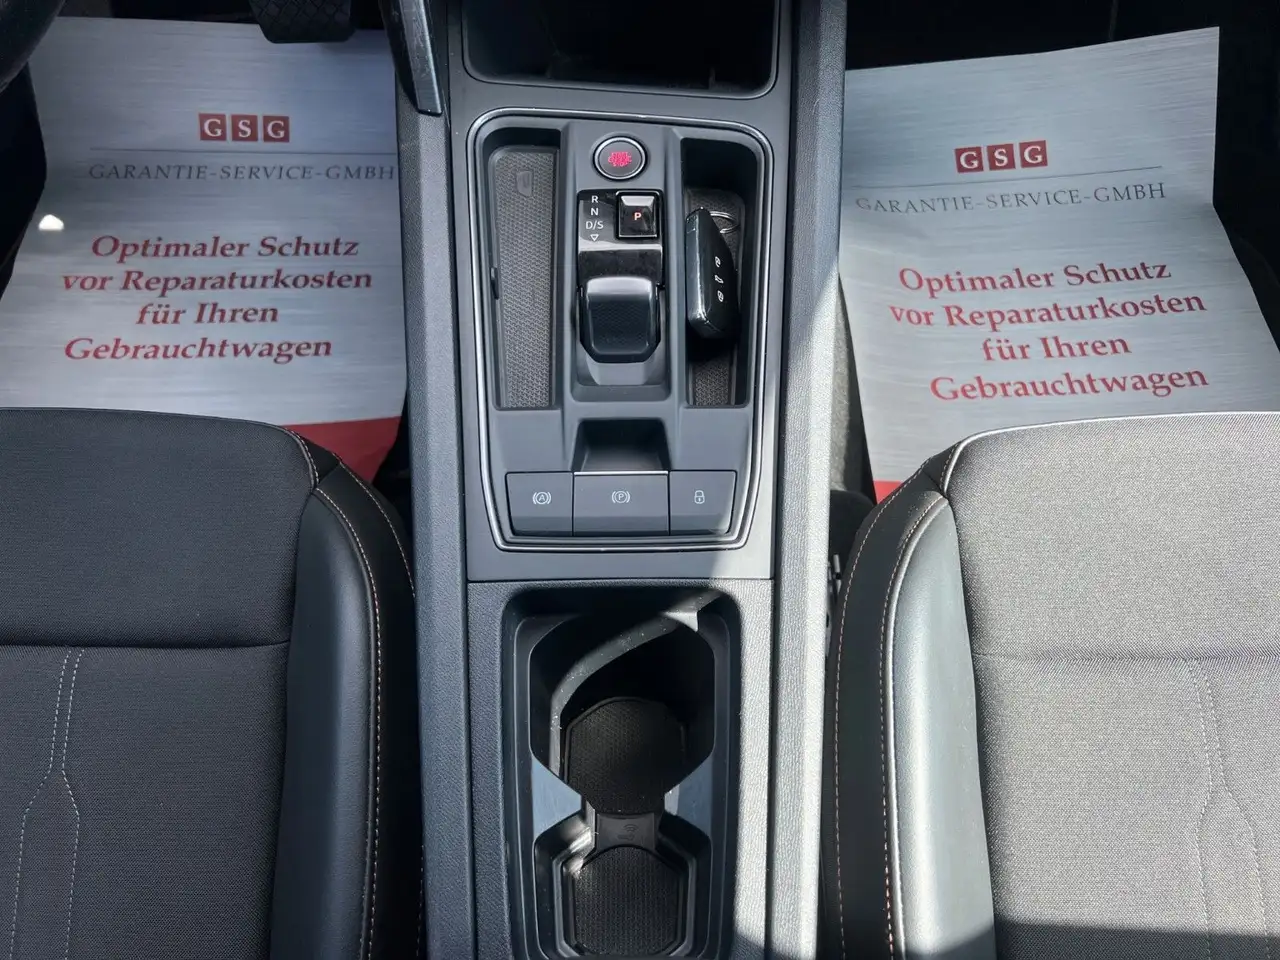 GSG
GARANTIE-SERVICE-GMBH
Optimaler Schutz
vor Reparaturkosten
für Ihren
Gebrauchtwagen
R
N
D/S
P
A
P
GSG
GARANTIE-SERVICE-GMBH
Optimaler Schutz
vor Reparaturkosten
für Ihren
Gebrauchtwagen